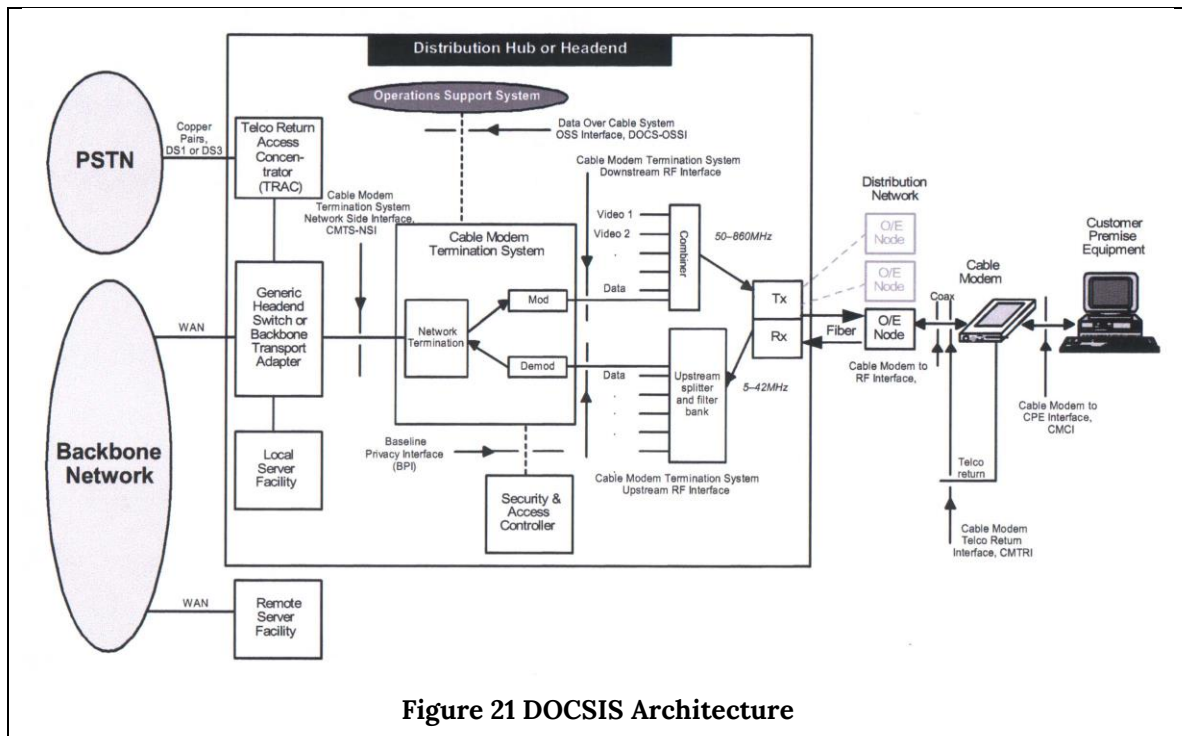 Distribution Hub or Headend
Operations Support System
Data Over Cable System
OSS Interface, DOCS-OSSI
Copper
Pairs,
DS1 or DS3
PSTN
Telco Return
Access
Concen-
trator
(TRAC)
Cable Modem
Termination System
Network Side Interface,
CMTS-NSI
Cable Modem Termination System
Downstream RF Interface
Video 1
Video 2
.
.
.
Data
Combiner
50–860MHz
Distribution
Network
O/E
Node
O/E
Node
O/E
Node
Customer
Premise
Equipment
Cable
Modem
Cable Modem
Termination System
Mod
Network
Termination
Demod
WAN
Generic
Headend
Switch or
Backbone
Transport
Adapter
Tx
Rx
Fiber
Coax
Cable Modem to
RF Interface,
5–42MHz
Data
.
.
.
.
Upstream
splitter
and filter
bank
Cable Modem to
CPE Interface,
CMCI
Backbone
Network
Local
Server
Facility
Baseline
Privacy Interface
(BPI)
Cable Modem Termination System
Upstream RF Interface
Security &
Access
Controller
Telco
return
Cable Modem
Telco Return
Interface, CMTRI
WAN
Remote
Server
Facility
Figure 21 DOCSIS Architecture